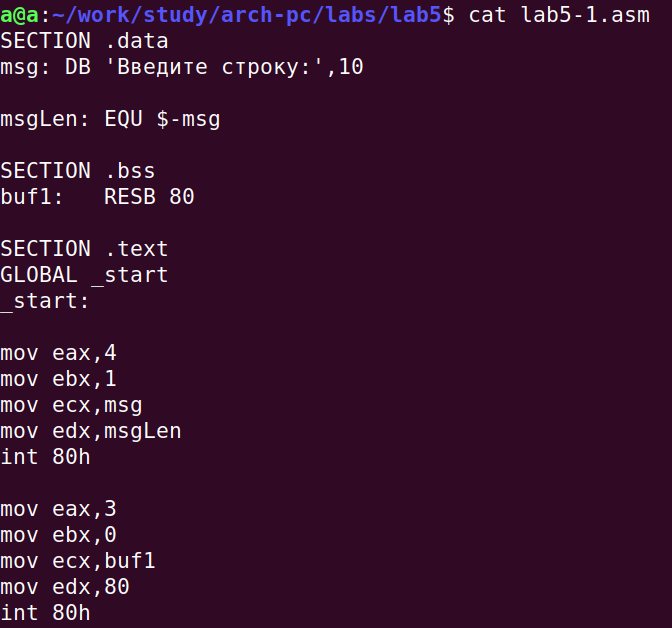 a@a:~/work/study/arch-pc/labs/lab5$ cat lab5-1.asm
SECTION .data
msg: DB 'Введите строку:',10
msgLen: EQU $-msg
SECTION .bss
buf1:   RESB 80
SECTION .text
GLOBAL _start
_start:
mov eax,4
mov ebx,1
mov ecx,msg
mov edx,msgLen
int 80h
mov eax,3
mov ebx,0
mov ecx,buf1
mov edx,80
int 80h